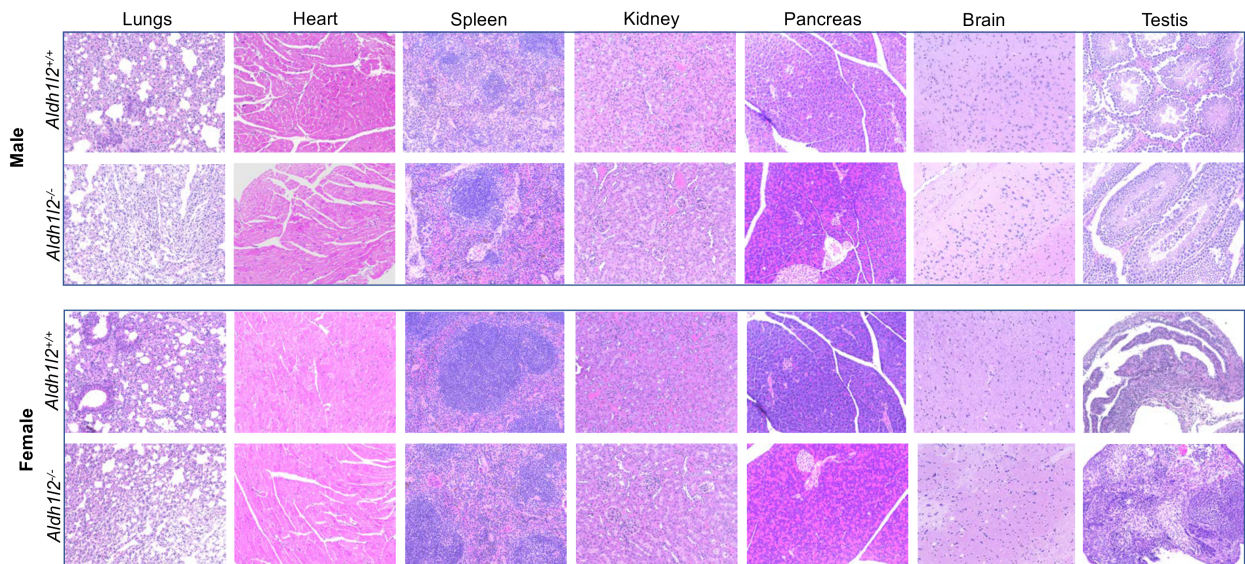 Lungs Heart Spleen Kidney Pancreas Brain Testis
Male
Aldh1l2+/+
Aldh1l2-/-
Female
Aldh1l2+/+
Aldh1l2-/-